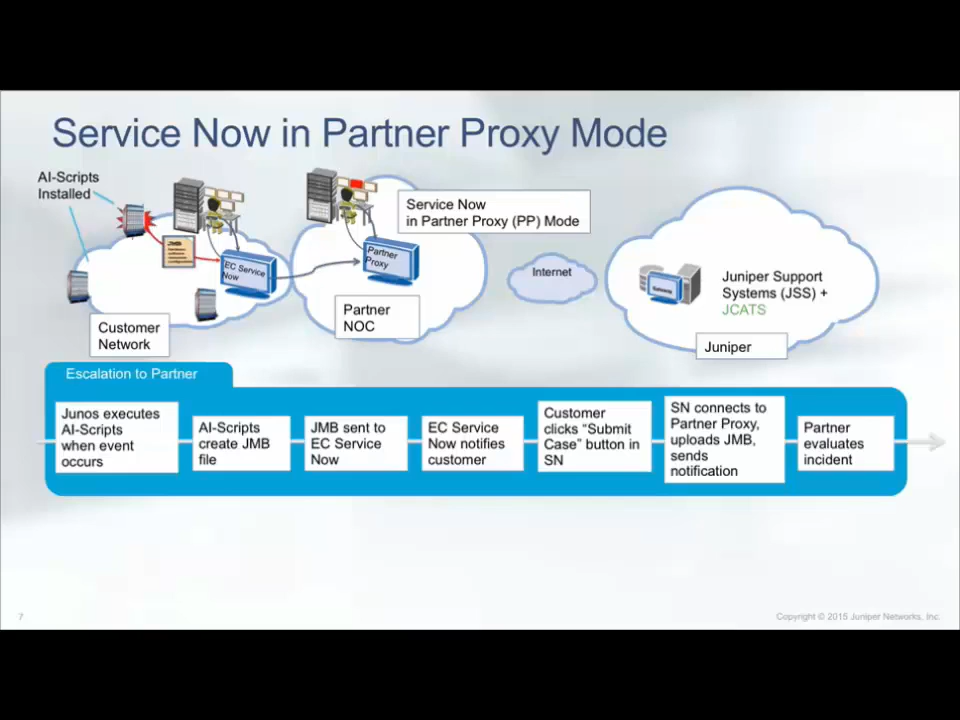 Service Now in Partner Proxy Mode
AI-Scripts
Installed
Service Now
in Partner Proxy (PP) Mode
EC Service
Now
Partner
Proxy
Internet
Juniper Support
Systems (JSS) +
JCATS
Customer
Network
Partner
NOC
Juniper
Escalation to Partner
Junos executes
AI-Scripts
when event
occurs
AI-Scripts
create JMB
file
JMB sent to
EC Service
Now
EC Service
Now notifies
customer
Customer
clicks “Submit
Case” button in
SN
SN connects to
Partner Proxy,
uploads JMB,
sends
notification
Partner
evaluates
incident
7
Copyright © 2015 Juniper Networks, Inc.